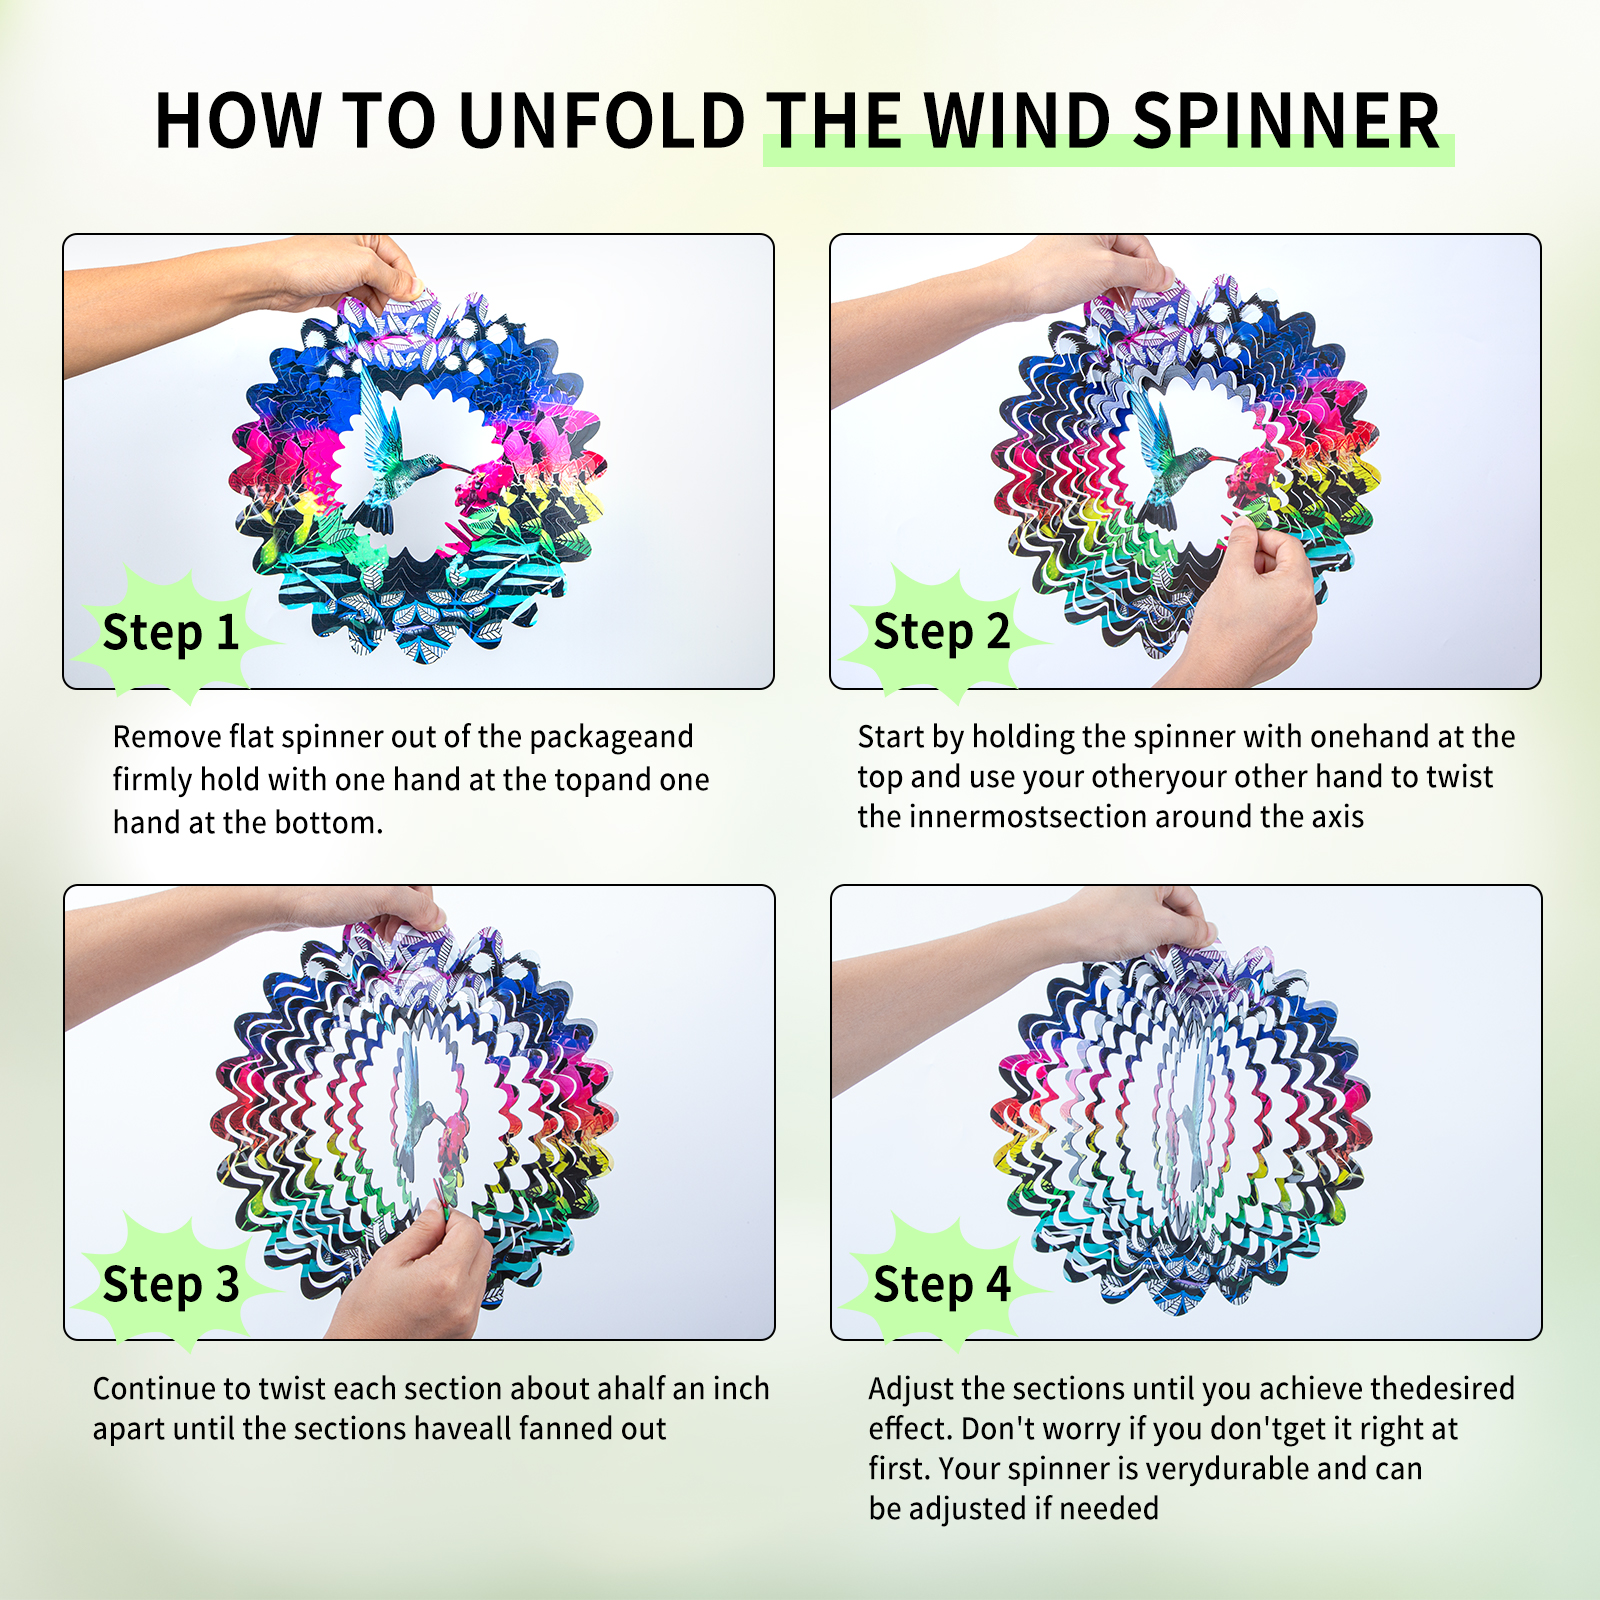 HOW TO UNFOLD THE WIND SPINNER
Step 1
Remove flat spinner out of the packageand
firmly hold with one hand at the topand one
hand at the bottom.
Step 2
Start by holding the spinner with onehand at the
top and use your otheryour other hand to twist
the innermostsection around the axis
Step 3
Continue to twist each section about ahalf an inch
apart until the sections haveall fanned out
Step 4
Adjust the sections until you achieve thedesired
effect. Don't worry if you don'tget it right at
first. Your spinner is verydurable and can
be adjusted if needed